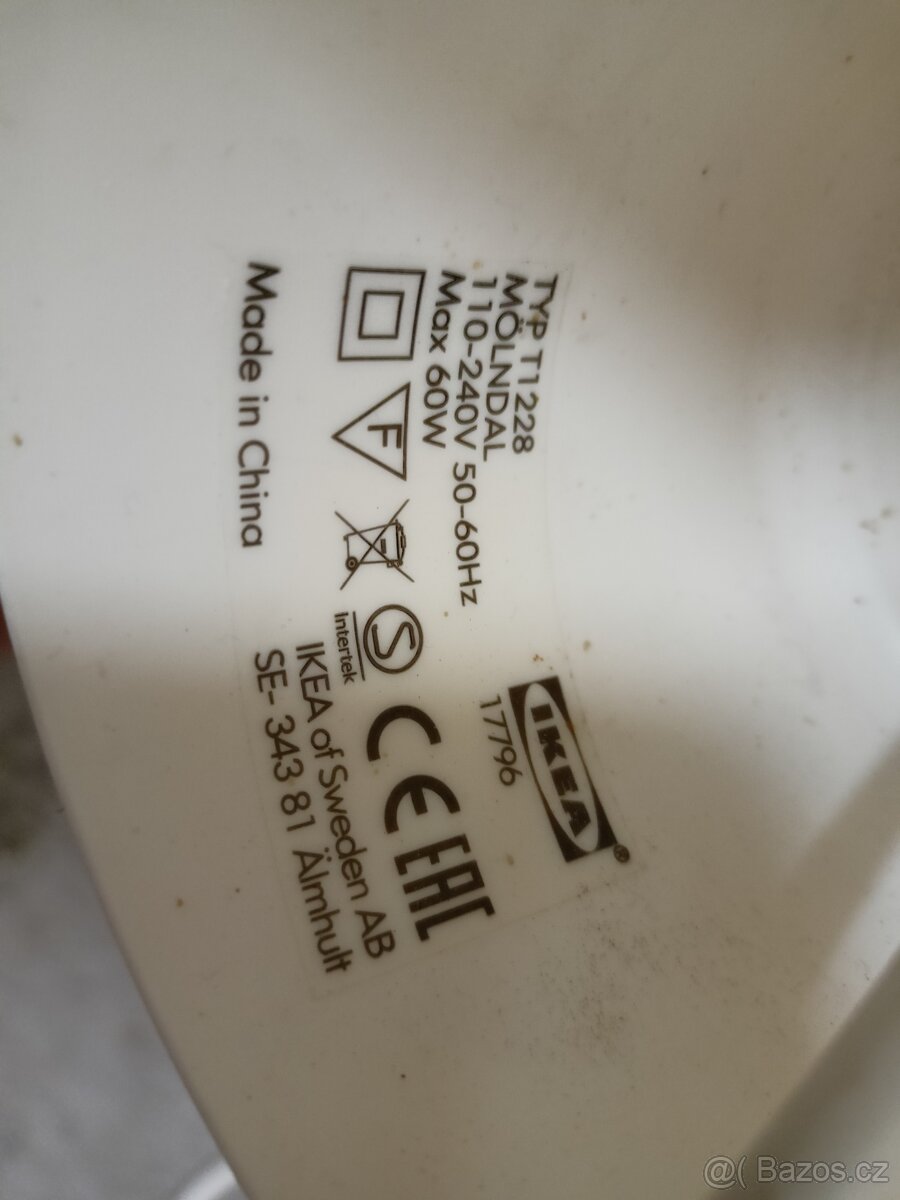 TYP T1228
MÖLNDAL
110-240V 50-60Hz
Max 60W
IKEA®
17796
F
S
Intertek
CE
EAC
Made in China
IKEA of Sweden AB
SE- 343 81 Älmhult
@( Bazos.cz